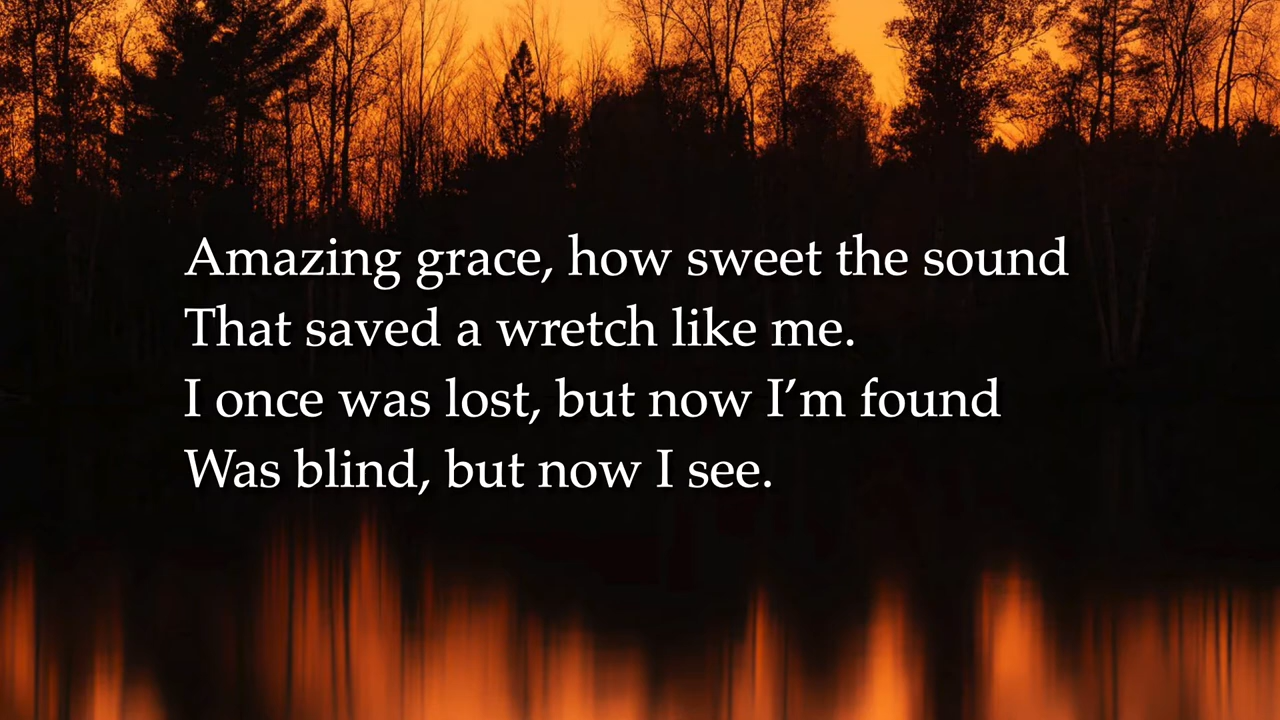 Amazing grace, how sweet the sound
That saved a wretch like me.
I once was lost, but now I’m found
Was blind, but now I see.